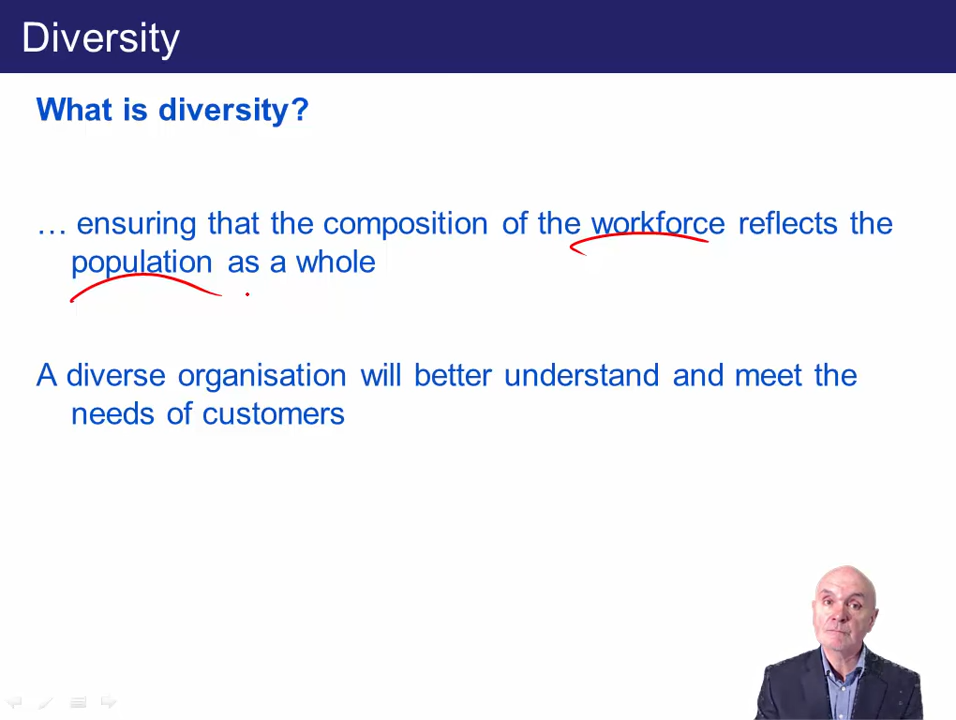 Diversity
What is diversity?
… ensuring that the composition of the workforce reflects the
population as a whole
A diverse organisation will better understand and meet the
needs of customers